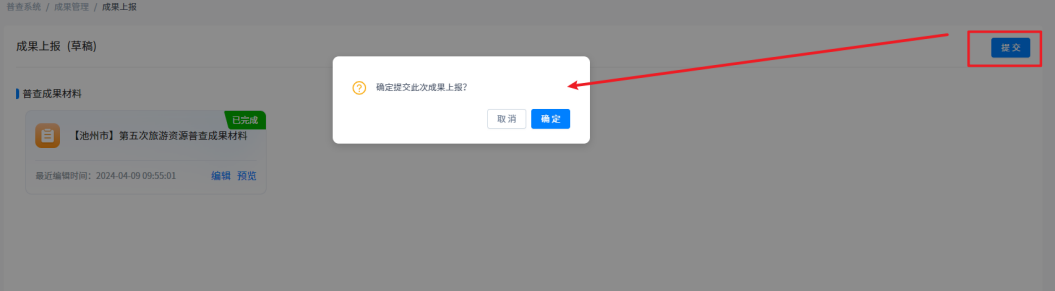 普查系统 / 成果管理 / 成果上报
成果上报 (草稿)
提交
确定提交此次成果上报?
取消 确定
普查成果材料
已完成
【池州市】第五次旅游资源普查成果材料
最近编辑时间：2024-04-09 09:55:01 编辑 预览